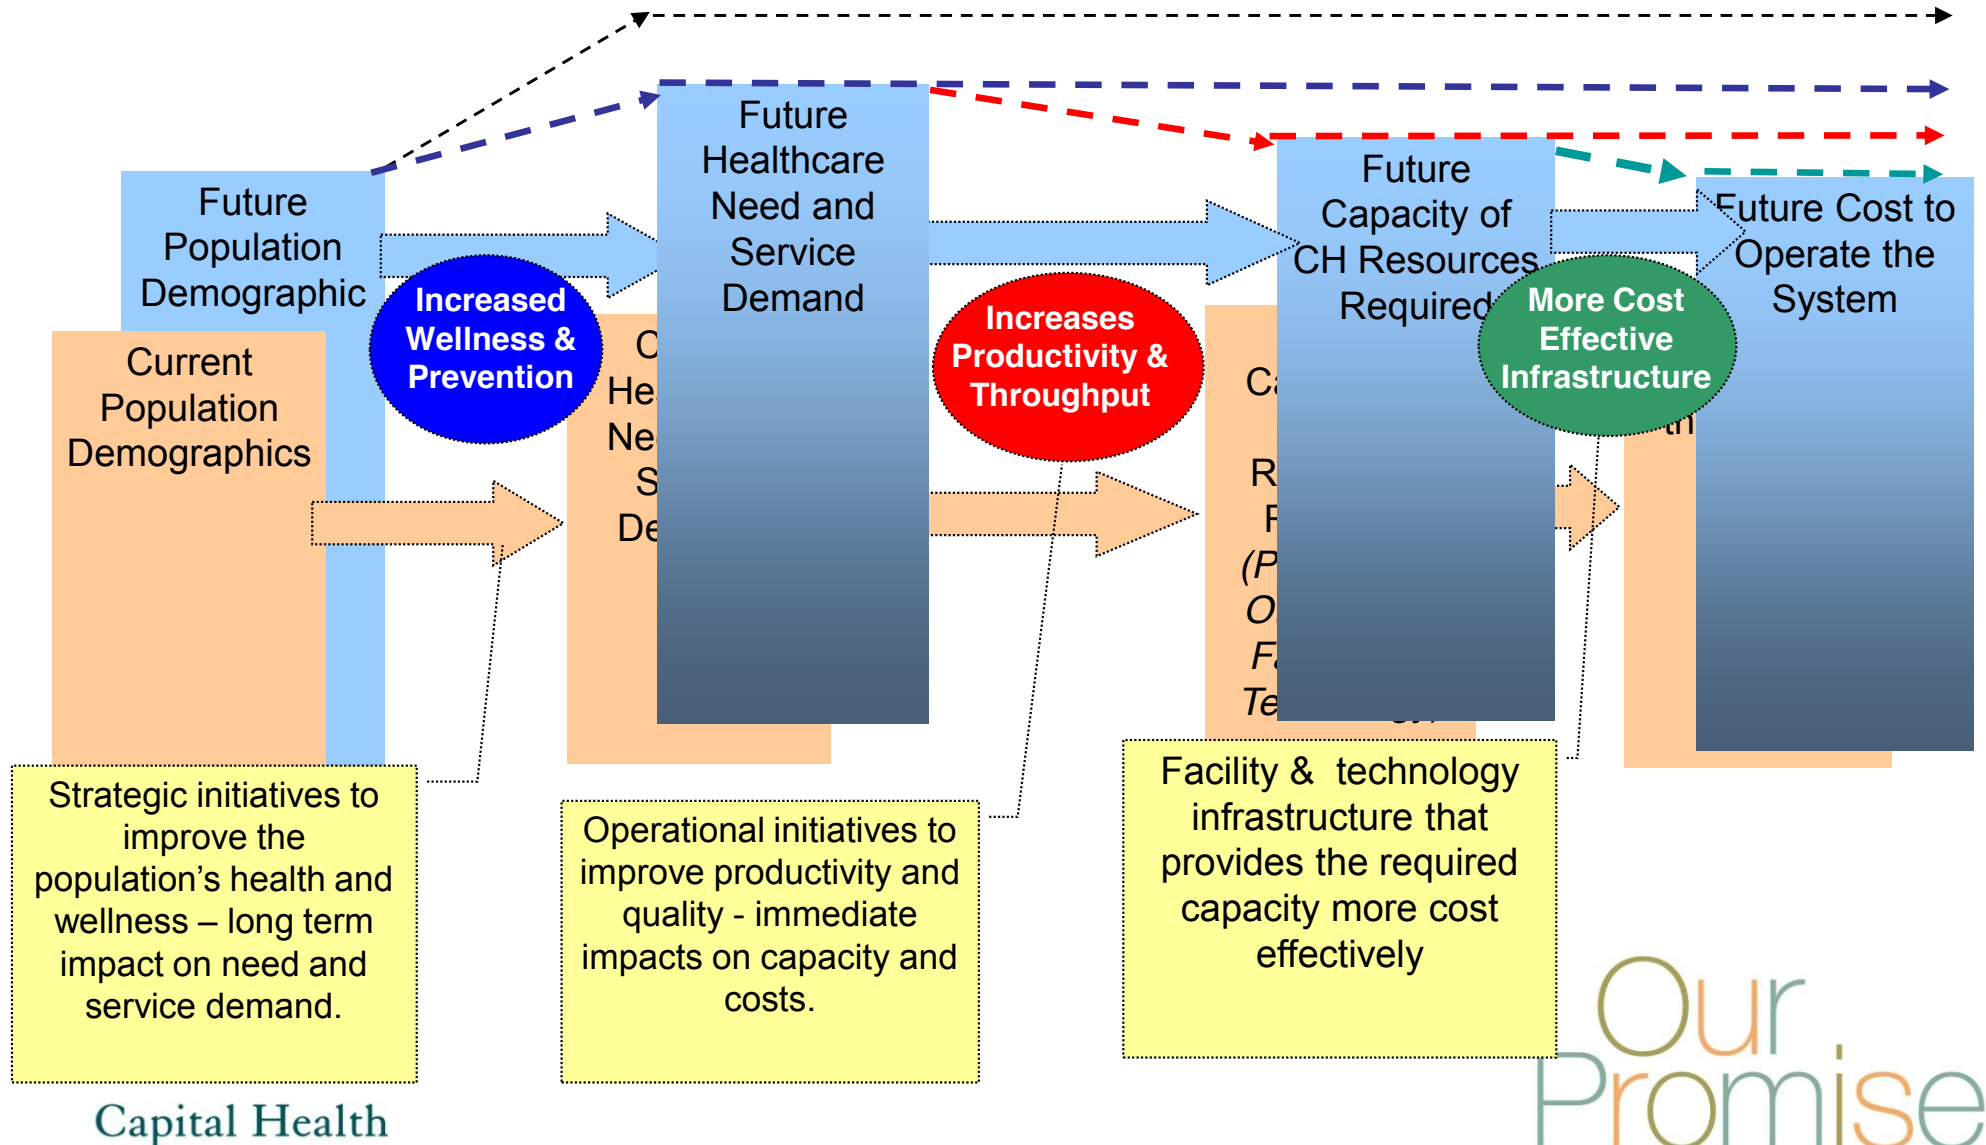 Future
Population
Demographic
Current
Population
Demographics
Increased
Wellness &
Prevention
Future
Healthcare
Need and
Service
Demand
Increases
Productivity &
Throughput
Future
Capacity of
CH Resources
Required
More Cost
Effective
Infrastructure
Future Cost to
Operate the
System
Strategic initiatives to
improve the
population’s health and
wellness – long term
impact on need and
service demand.
Operational initiatives to
improve productivity and
quality - immediate
impacts on capacity and
costs.
Facility & technology
infrastructure that
provides the required
capacity more cost
effectively
Capital Health
Our
Promise